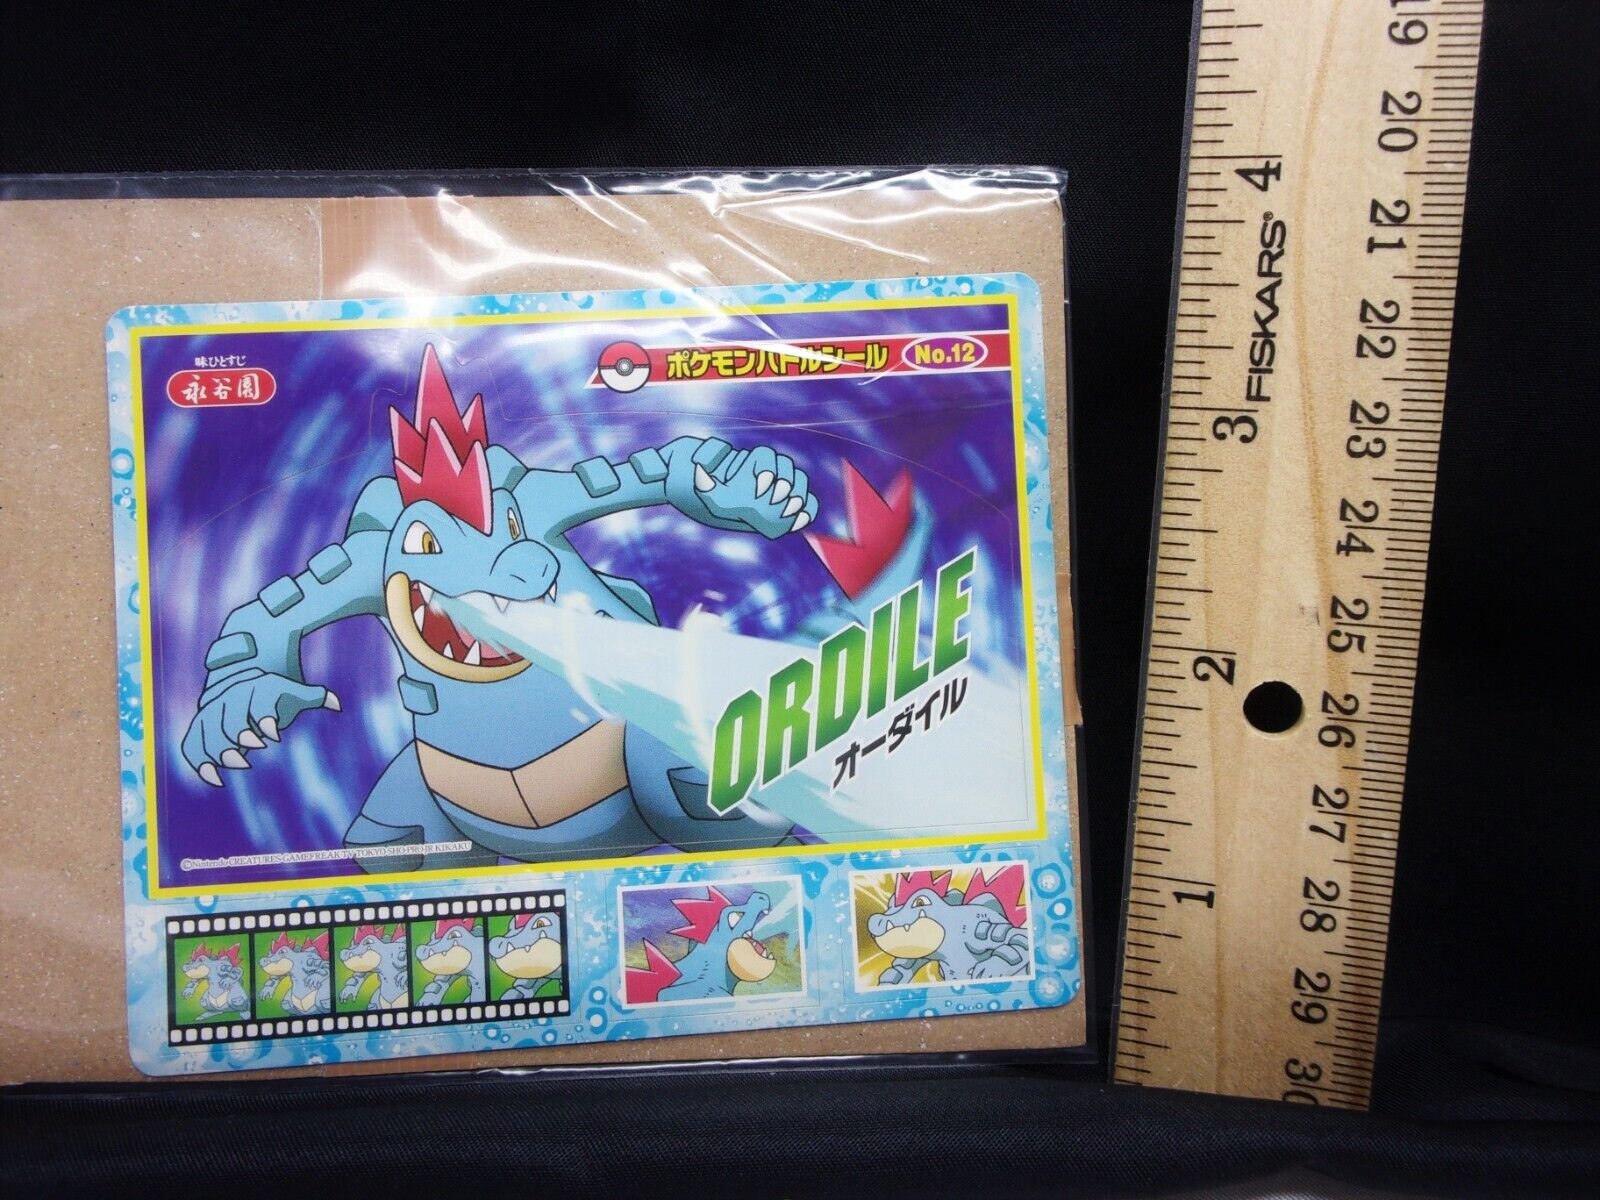 味ひとすじ
永谷園
ポケモンバトルシール No.12
ORDILE
オーダイル
©Nintendo·CREATURES·GAMEFREAK·TV TOKYO·SHO-PRO·JR KIKAKU
FISKARS®
1
2
3
4
19
20
21
22
23
24
25
26
27
28
29
30